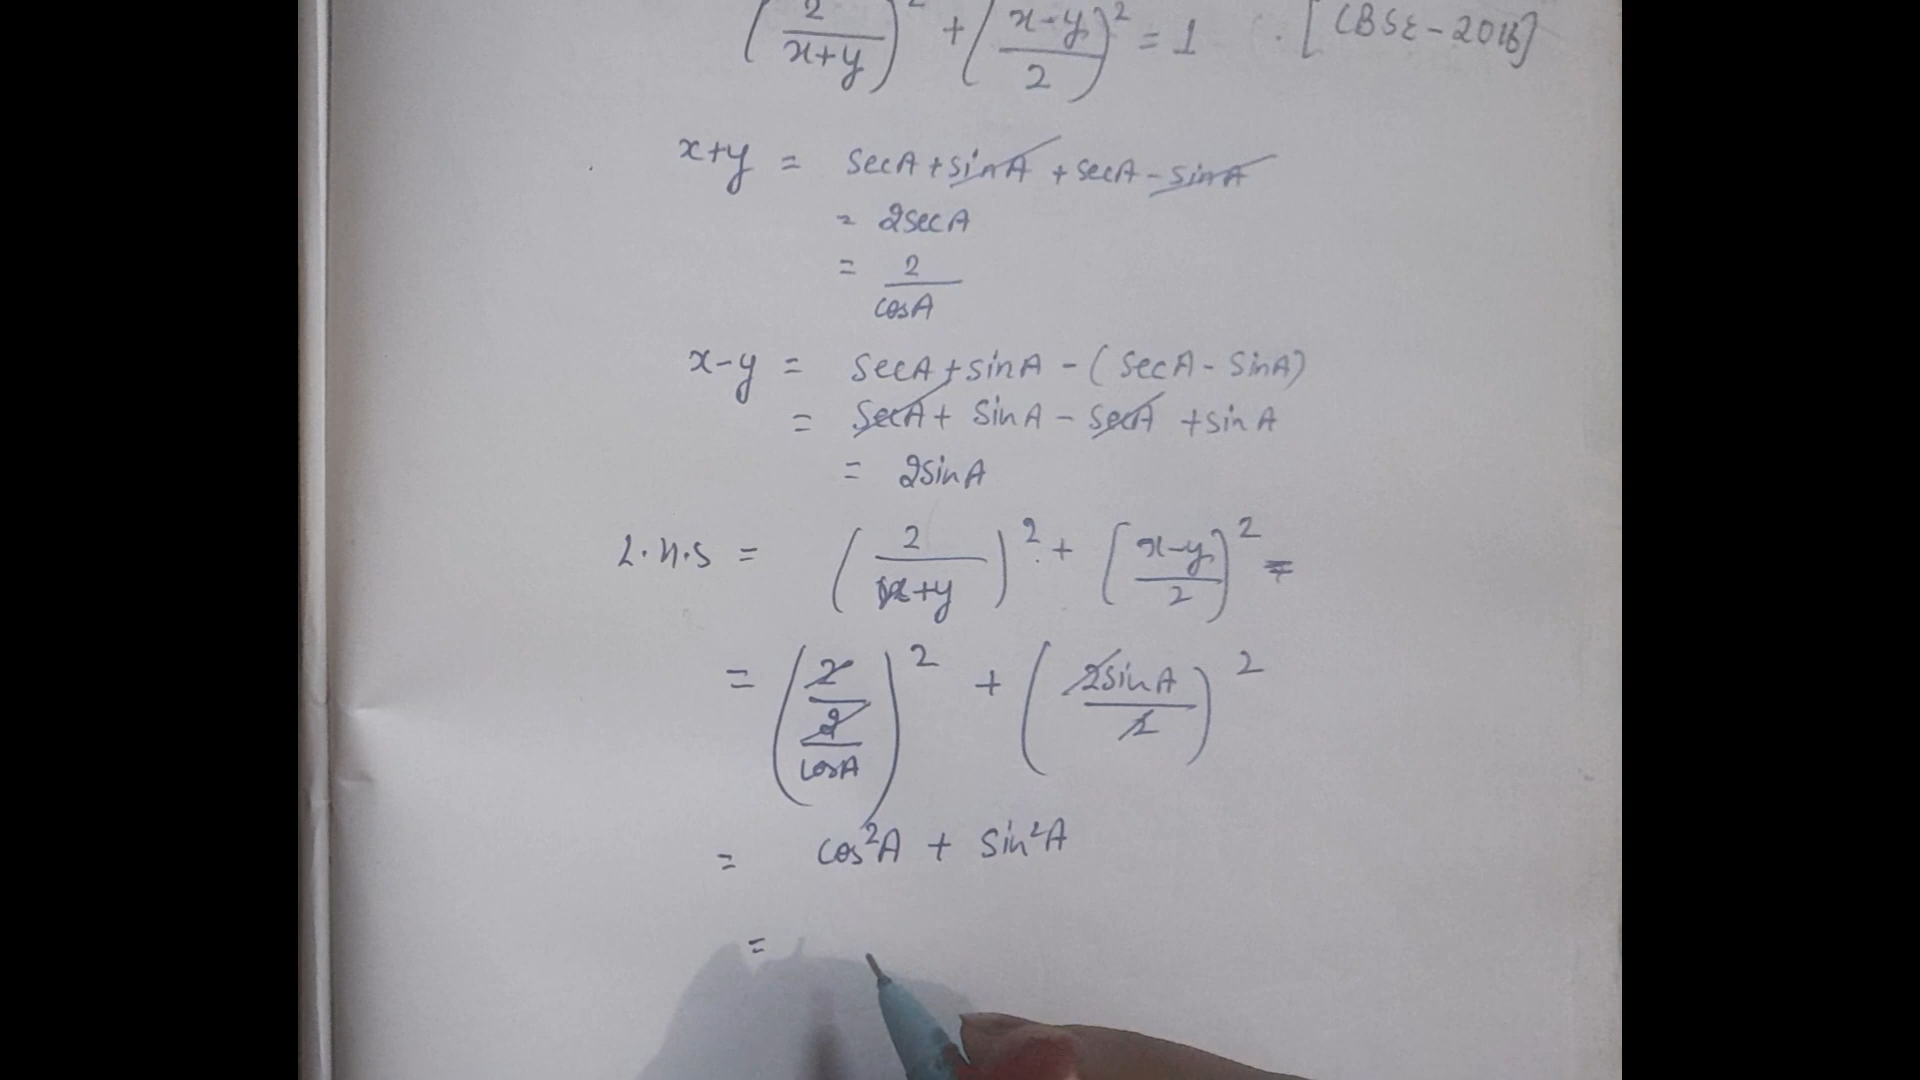 (2/(x+y))² + ((x-y)/2)² = 1 . [CBSE-2016]
x+y = secA + sinA + secA - sinA
= 2secA
= 2/cosA
x-y = secA + sinA - (secA - sinA)
= secA + sinA - secA + sinA
= 2sinA
L.H.S = (2/(x+y))² + ((x-y)/2)² =
= (2/(2/cosA))² + (2sinA/2)²
= cos²A + sin²A
=